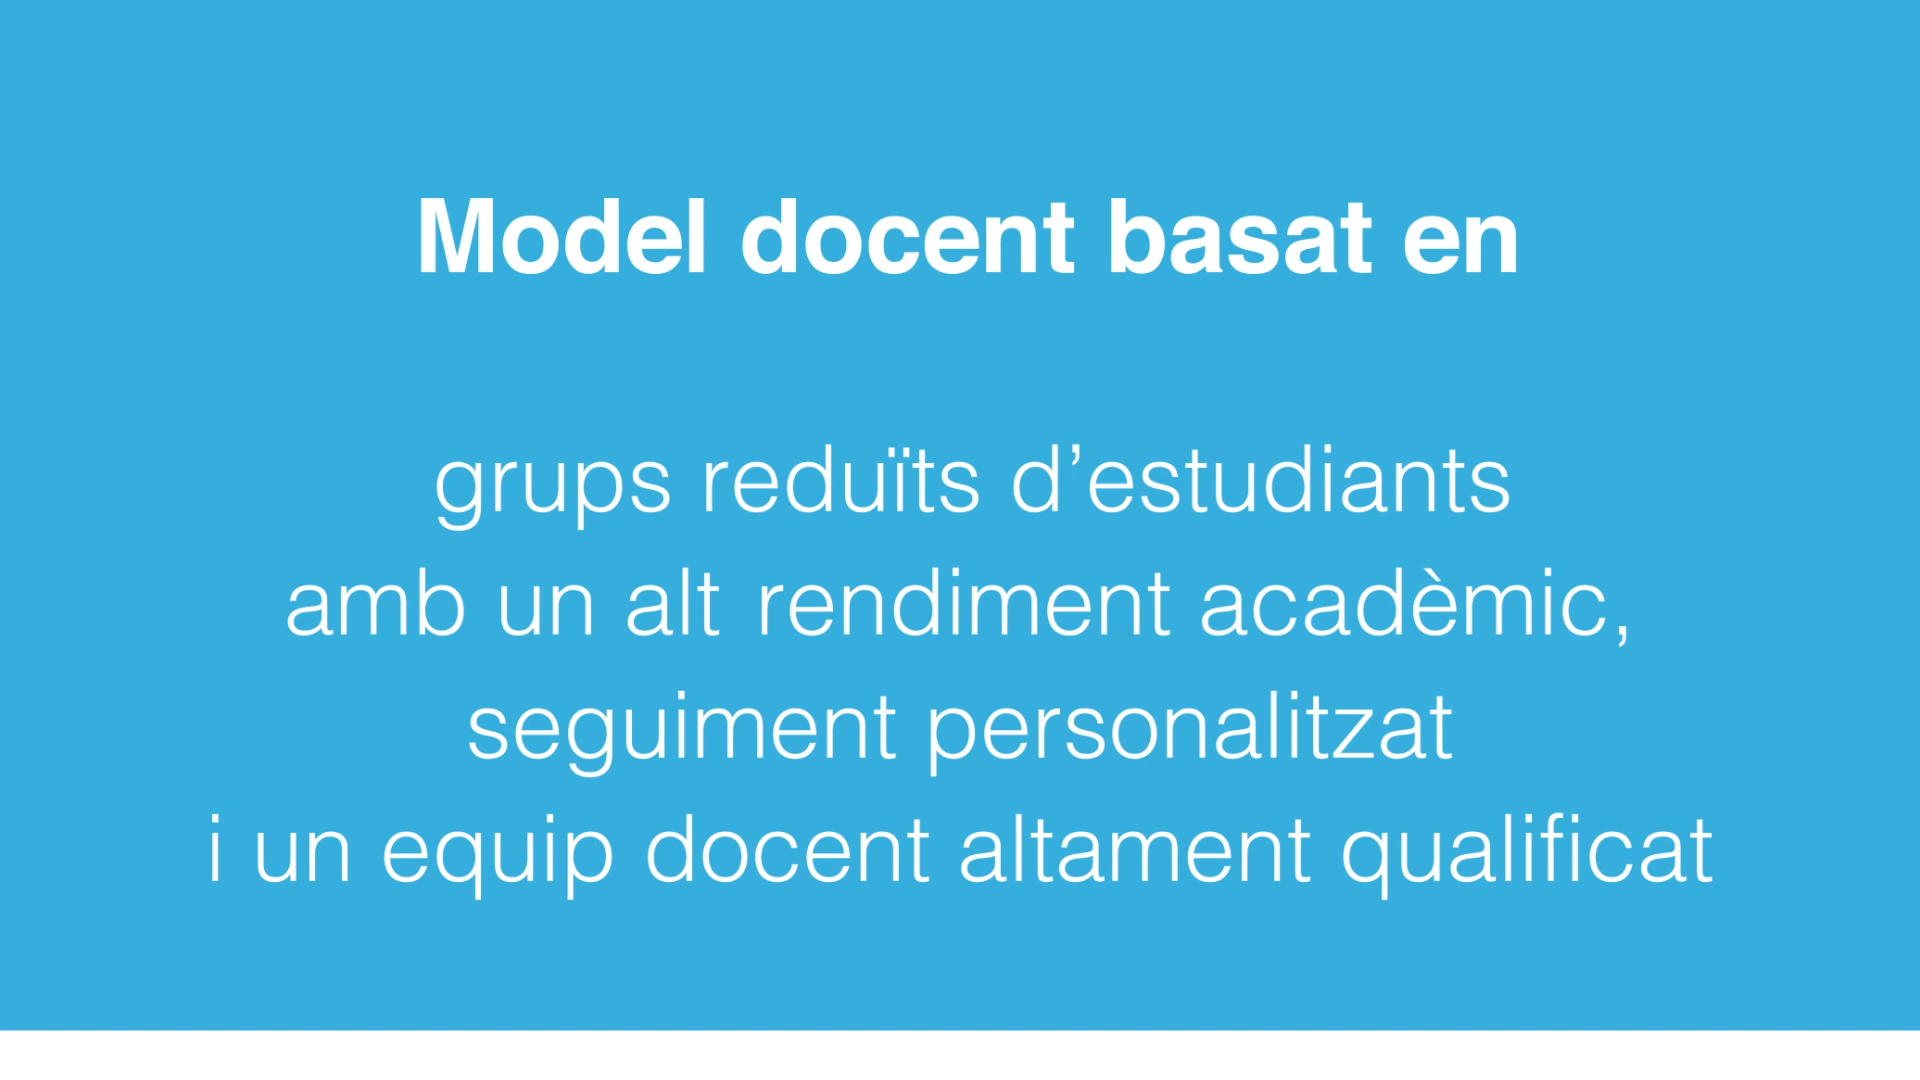 Model docent basat en
grups reduïts d’estudiants
amb un alt rendiment acadèmic,
seguiment personalitzat
i un equip docent altament qualificat